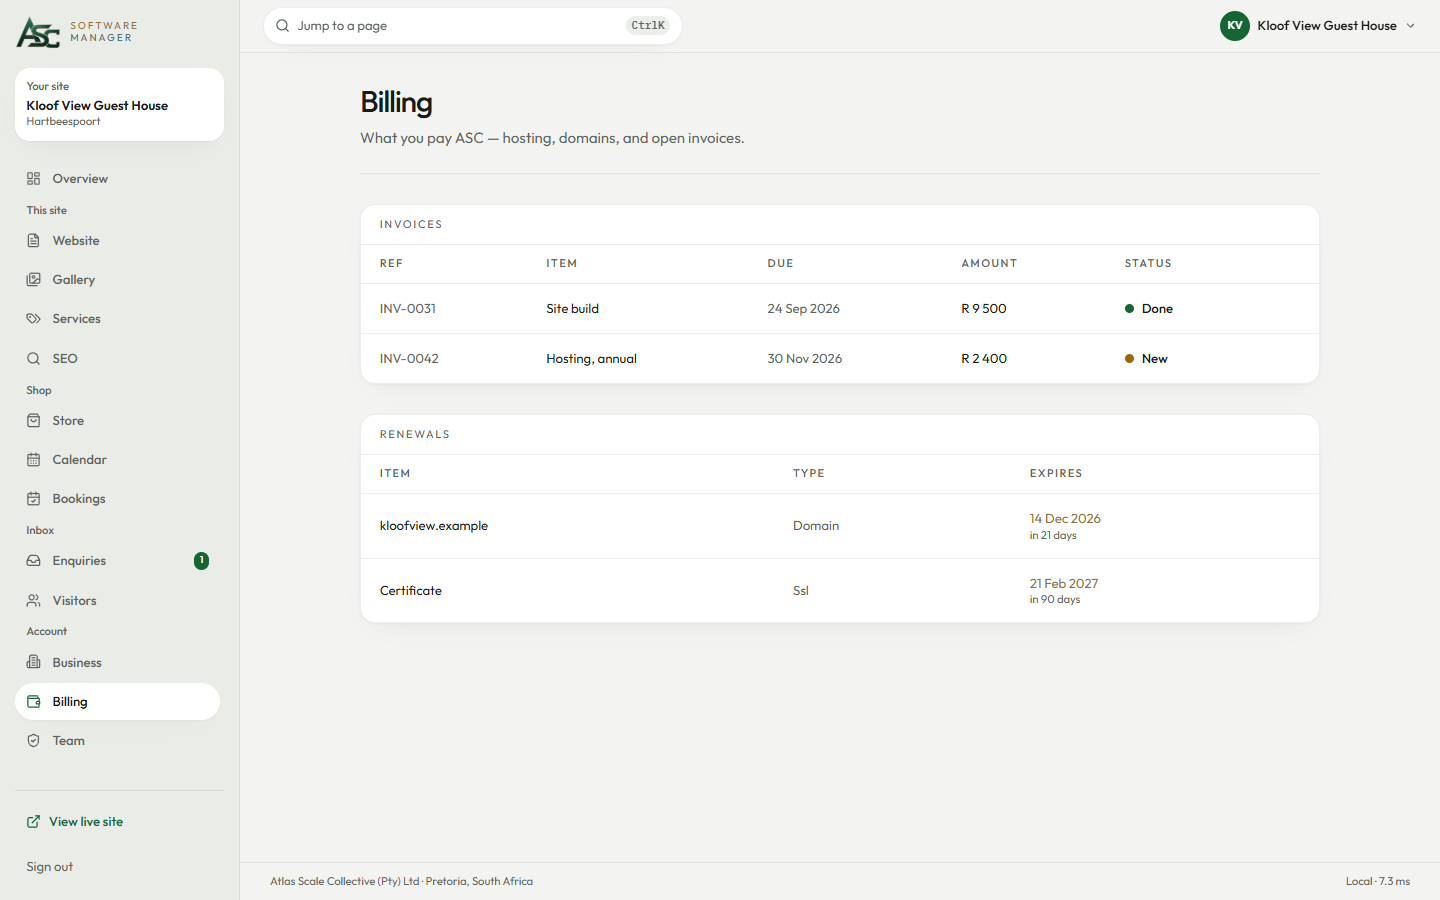 ASC SOFTWARE
MANAGER
Jump to a page
CtrlK
KV Kloof View Guest House
Your site
Kloof View Guest House
Hartbeespoort
Overview
This site
Website
Gallery
Services
SEO
Shop
Store
Calendar
Bookings
Inbox
Enquiries 1
Visitors
Account
Business
Billing
Team
View live site
Sign out
Billing
What you pay ASC — hosting, domains, and open invoices.
INVOICES
REF ITEM DUE AMOUNT STATUS
INV-0031 Site build 24 Sep 2026 R 9 500 Done
INV-0042 Hosting, annual 30 Nov 2026 R 2 400 New
RENEWALS
ITEM TYPE EXPIRES
kloofview.example Domain 14 Dec 2026
in 21 days
Certificate Ssl 21 Feb 2027
in 90 days
Atlas Scale Collective (Pty) Ltd · Pretoria, South Africa
Local · 7.3 ms